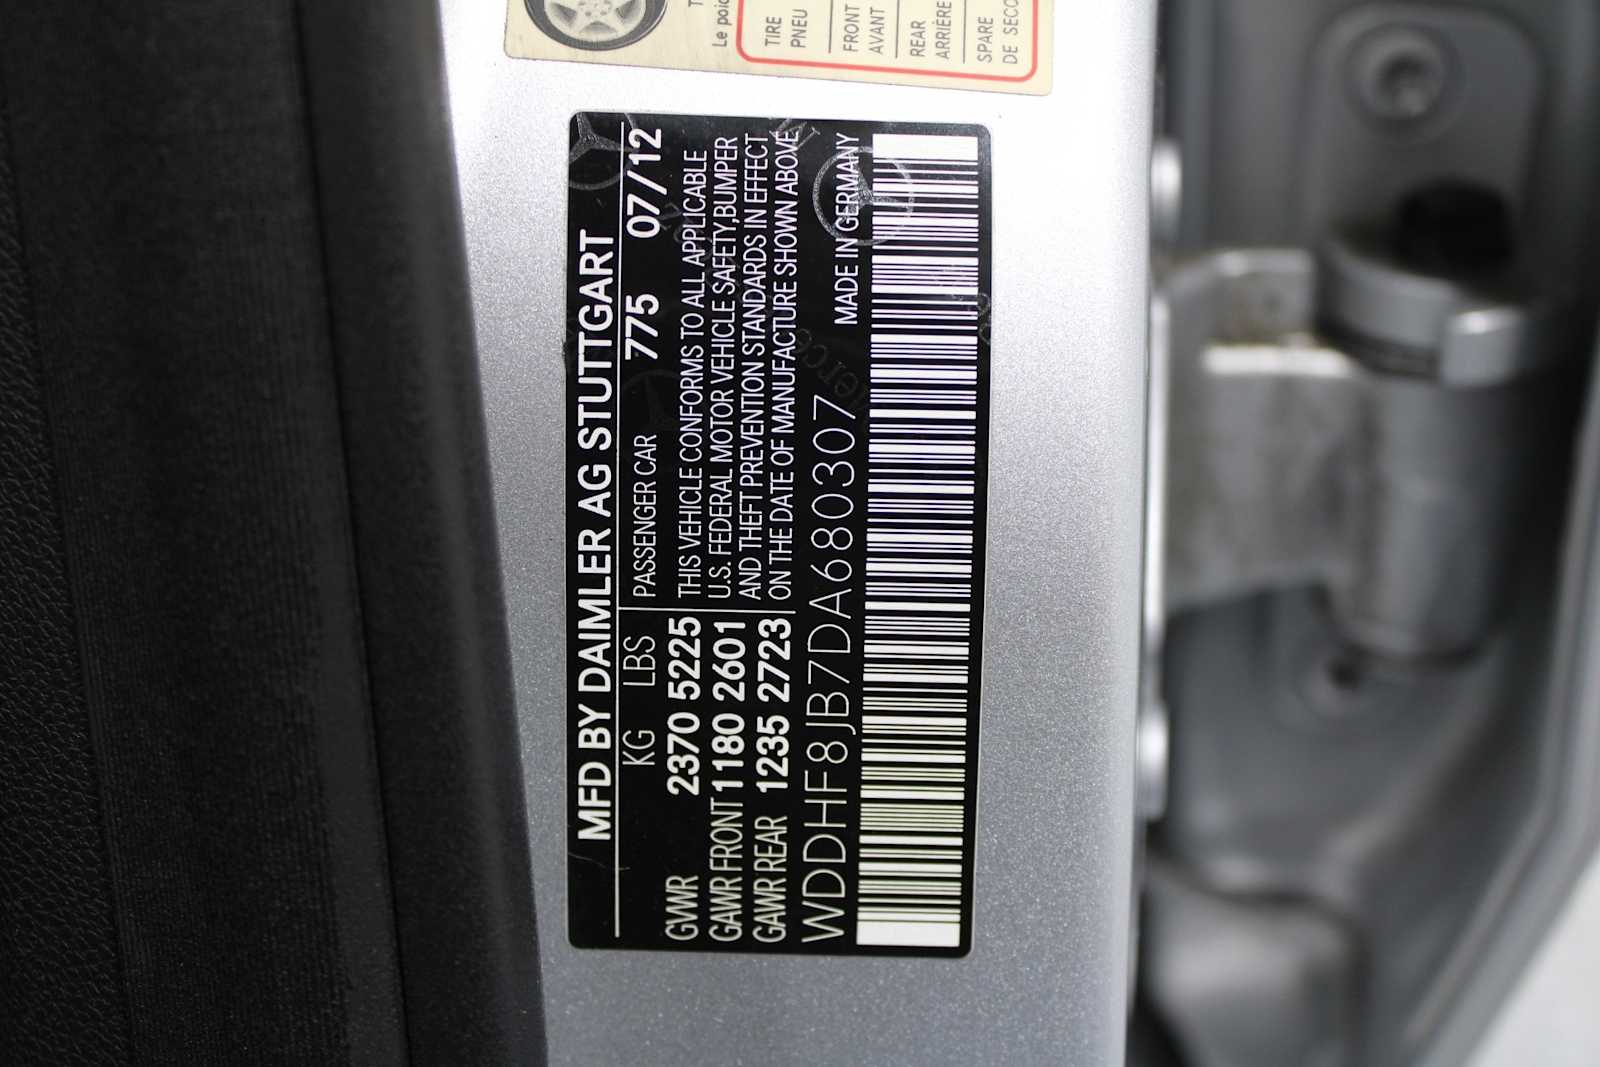 Le poid
TIRE
PNEU
FRONT
AVANT
REAR
ARRIÈRE
SPARE
DE SECO
MFD BY DAIMLER AG STUTTGART
KG LBS PASSENGER CAR 775 07/12
GVWR 2370 5225
GAWR FRONT 1180 2601
GAWR REAR 1235 2723
THIS VEHICLE CONFORMS TO ALL APPLICABLE
U.S. FEDERAL MOTOR VEHICLE SAFETY,BUMPER
AND THEFT PREVENTION STANDARDS IN EFFECT
ON THE DATE OF MANUFACTURE SHOWN ABOVE
WDDHF8JB7DA680307 MADE IN GERMANY